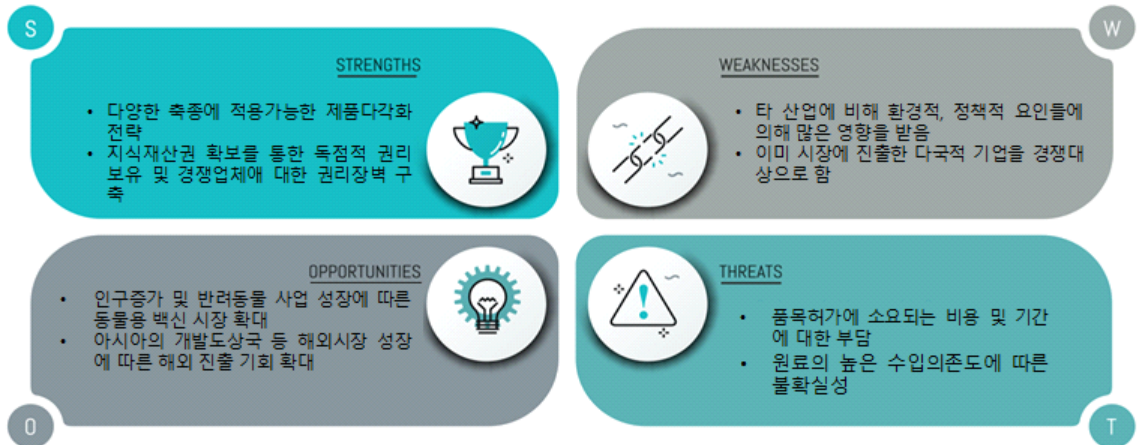 S
STRENGTHS
• 다양한 축종에 적용가능한 제품다각화
전략
• 지식재산권 확보를 통한 독점적 권리
보유 및 경쟁업체애 대한 권리장벽 구
축
W
WEAKNESSES
• 타 산업에 비해 환경적, 정책적 요인들에
의해 많은 영향을 받음
• 이미 시장에 진출한 다국적 기업을 경쟁대
상으로 함
OPPORTUNITIES
• 인구증가 및 반려동물 사업 성장에 따른
동물용 백신 시장 확대
• 아시아의 개발도상국 등 해외시장 성장
에 따른 해외 진출 기회 확대
O
THREATS
• 품목허가에 소요되는 비용 및 기간
에 대한 부담
• 원료의 높은 수입의존도에 따른
불확실성
T